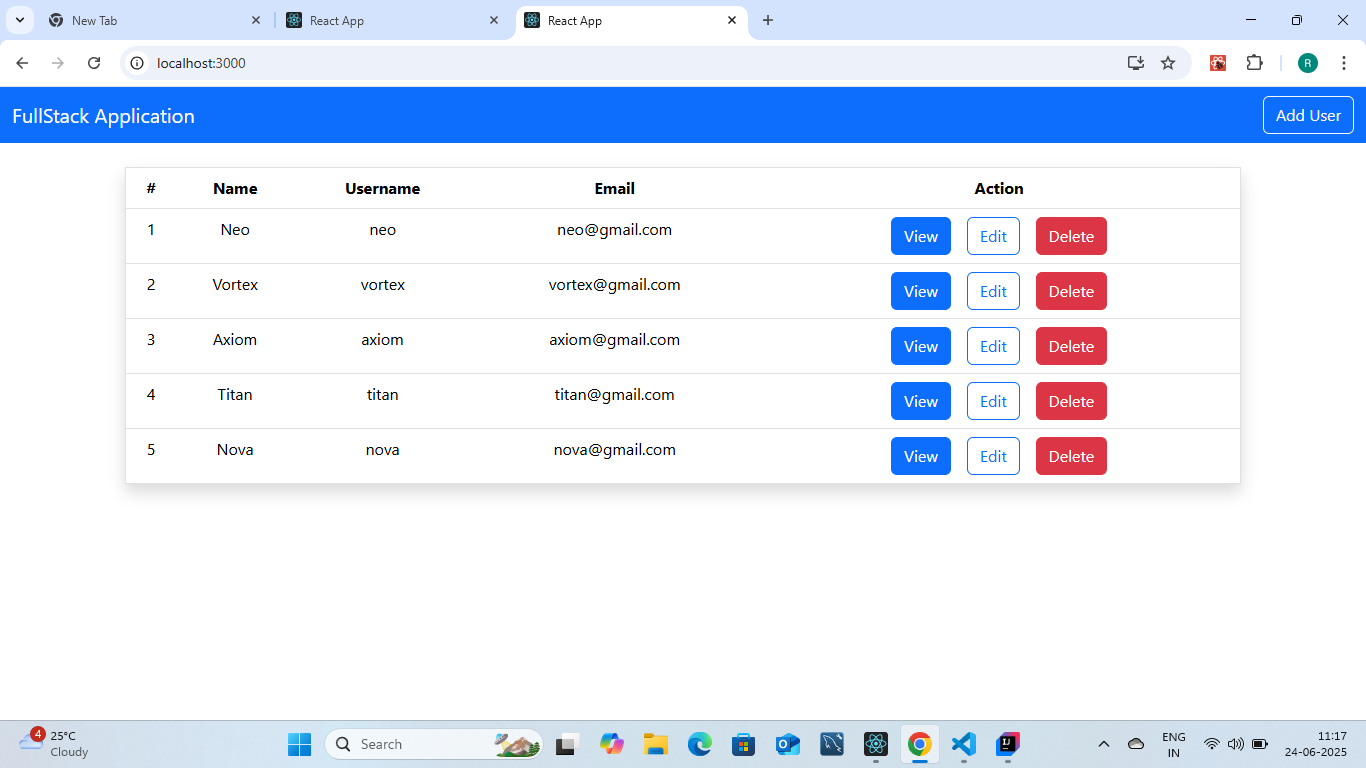 New Tab
React App
React App
localhost:3000
R
FullStack Application
Add User
# Name Username Email Action
1 Neo neo neo@gmail.com View Edit Delete
2 Vortex vortex vortex@gmail.com View Edit Delete
3 Axiom axiom axiom@gmail.com View Edit Delete
4 Titan titan titan@gmail.com View Edit Delete
5 Nova nova nova@gmail.com View Edit Delete
4
25°C
Cloudy
Search
IJ
ENG
IN
11:17
24-06-2025